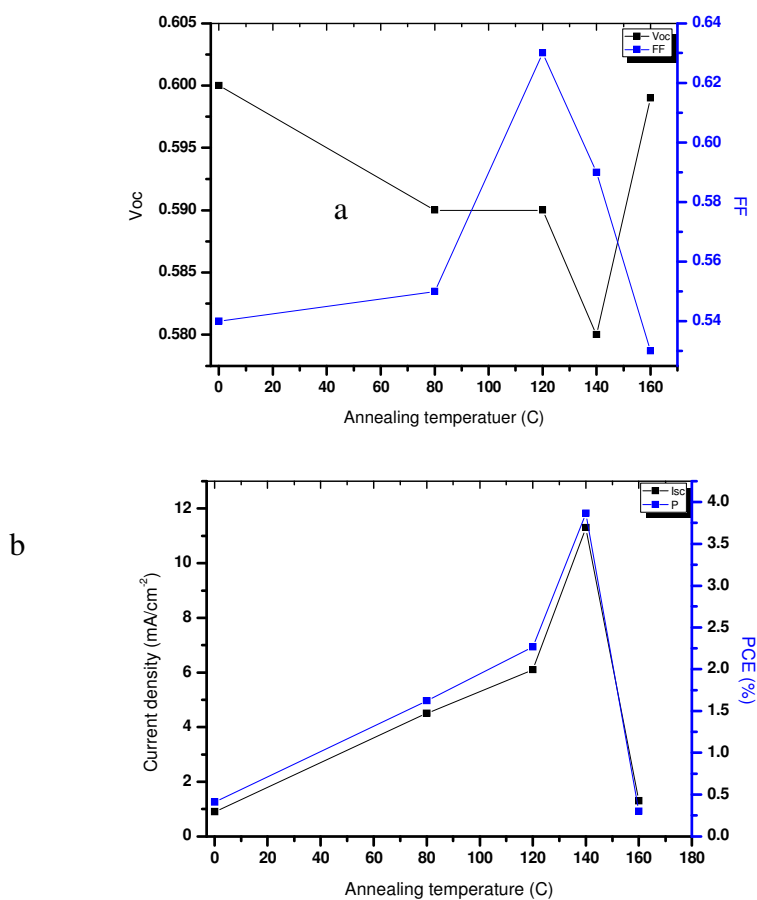 0.605
0.600
0.595
0.590
0.585
0.580
Voc
a
Voc
FF
0.64
0.62
0.60
0.58
0.56
0.54
FF
0 20 40 60 80 100 120 140 160
Annealing temperatuer (C)
b
12
10
8
6
4
2
0
Current density (mA/cm-2)
Isc
P
4.0
3.5
3.0
2.5
2.0
1.5
1.0
0.5
0.0
PCE (%)
0 20 40 60 80 100 120 140 160 180
Annealing temperature (C)